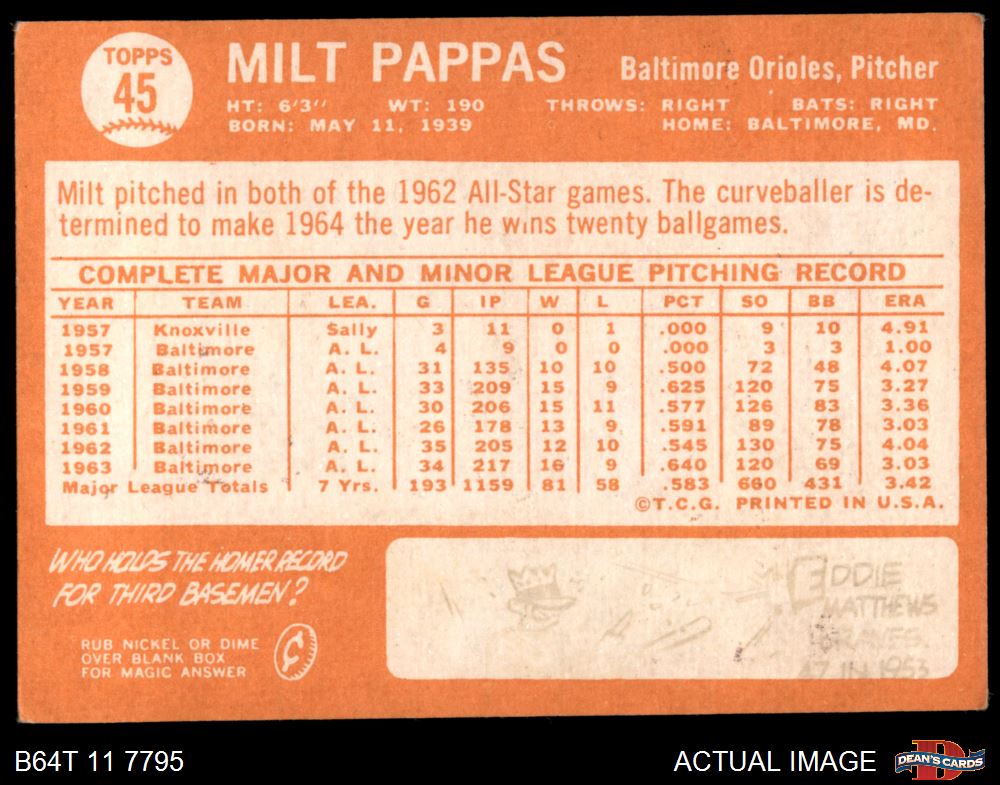 TOPPS
45
MILT PAPPAS
Baltimore Orioles, Pitcher
HT: 6'3" WT: 190 THROWS: RIGHT BATS: RIGHT
BORN: MAY 11, 1939 HOME: BALTIMORE, MD.
Milt pitched in both of the 1962 All-Star games. The curveballer is de-
termined to make 1964 the year he wins twenty ballgames.
COMPLETE MAJOR AND MINOR LEAGUE PITCHING RECORD
YEAR TEAM LEA. G IP W L PCT SO BB ERA
1957 Knoxville Sally 3 11 0 1 .000 9 10 4.91
1957 Baltimore A. L. 4 9 0 0 .000 3 3 1.00
1958 Baltimore A. L. 31 135 10 10 .500 72 48 4.07
1959 Baltimore A. L. 33 209 15 9 .625 120 75 3.27
1960 Baltimore A. L. 30 206 15 11 .577 126 83 3.36
1961 Baltimore A. L. 26 178 13 9 .591 89 78 3.03
1962 Baltimore A. L. 35 205 12 10 .545 130 75 4.04
1963 Baltimore A. L. 34 217 16 9 .640 120 69 3.03
Major League Totals 7 Yrs. 193 1159 81 58 .583 660 431 3.42
©T.C.G. PRINTED IN U.S.A.
WHO HOLDS THE HOMER RECORD
FOR THIRD BASEMEN?
RUB NICKEL OR DIME
OVER BLANK BOX
FOR MAGIC ANSWER
EDDIE
MATTHEWS
BRAVES
47 IN 1953
B64T 11 7795
ACTUAL IMAGE
DEAN'S CARDS